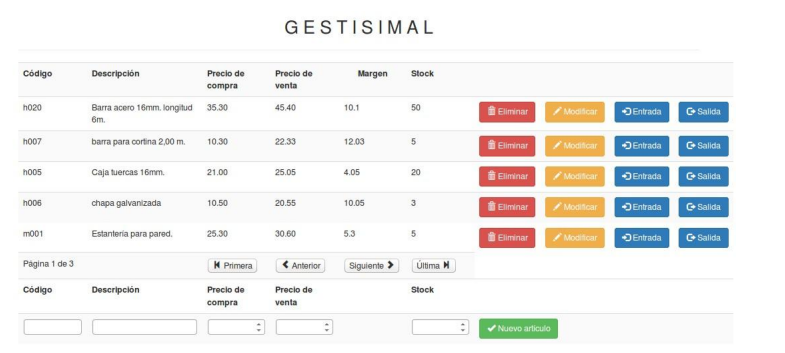 GESTISIMAL
Código Descripción Precio de compra Precio de venta Margen Stock
h020 Barra acero 16mm. longitud 6m. 35.30 45.40 10.1 50 Eliminar Modificar Entrada Salida
h007 barra para cortina 2,00 m. 10.30 22.33 12.03 5 Eliminar Modificar Entrada Salida
h005 Caja tuercas 16mm. 21.00 25.05 4.05 20 Eliminar Modificar Entrada Salida
h006 chapa galvanizada 10.50 20.55 10.05 3 Eliminar Modificar Entrada Salida
m001 Estantería para pared. 25.30 30.60 5.3 5 Eliminar Modificar Entrada Salida
Página 1 de 3 Primera Anterior Siguiente Última
Código Descripción Precio de compra Precio de venta Stock
Nuevo artículo